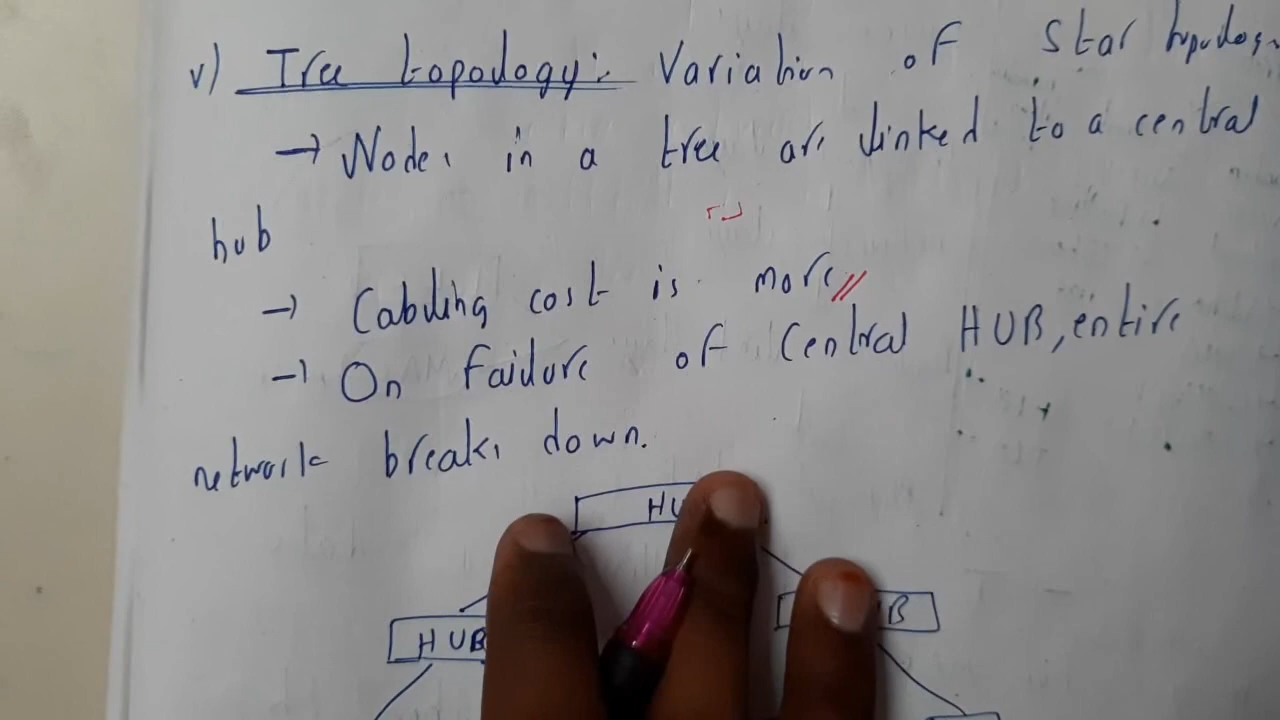 v) Tree topology:- Variation of Star topology
→ Nodes in a tree are linked to a central
hub
→ Cabling cost is more
→ On failure of Central HUB, entire
network breaks down.
HU
HUB
UB